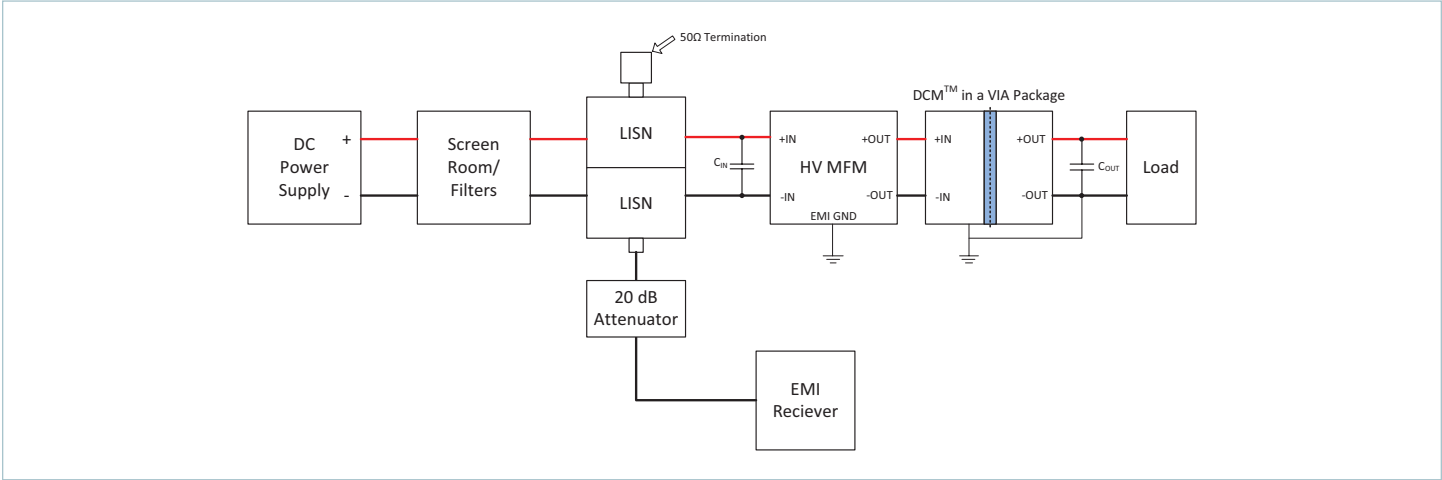 50Ω Termination
DCM™ in a VIA Package
DC
Power
Supply
+
-
Screen
Room/
Filters
LISN
LISN
CIN
+IN
+OUT
HV MFM
-IN
-OUT
EMI GND
+IN
+OUT
-IN
-OUT
COUT
Load
20 dB
Attenuator
EMI
Reciever